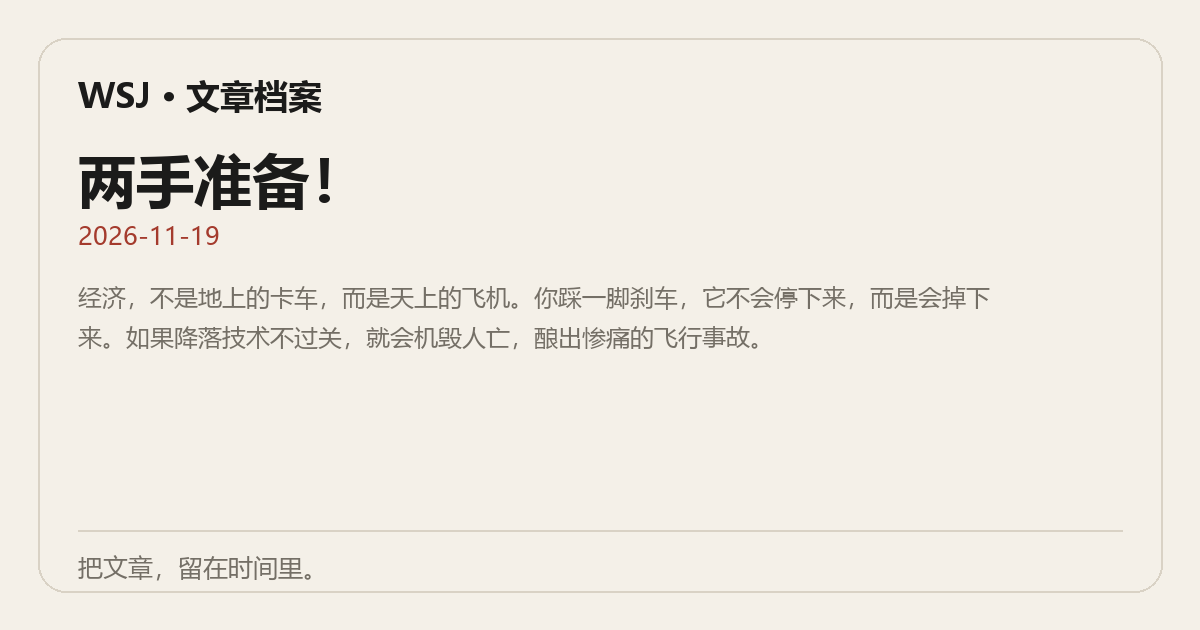 WSJ・文章档案
两手准备！
2026-11-19
经济，不是地上的卡车，而是天上的飞机。你踩一脚刹车，它不会停下来，而是会掉下
来。如果降落技术不过关，就会机毁人亡，酿出惨痛的飞行事故。
把文章，留在时间里。